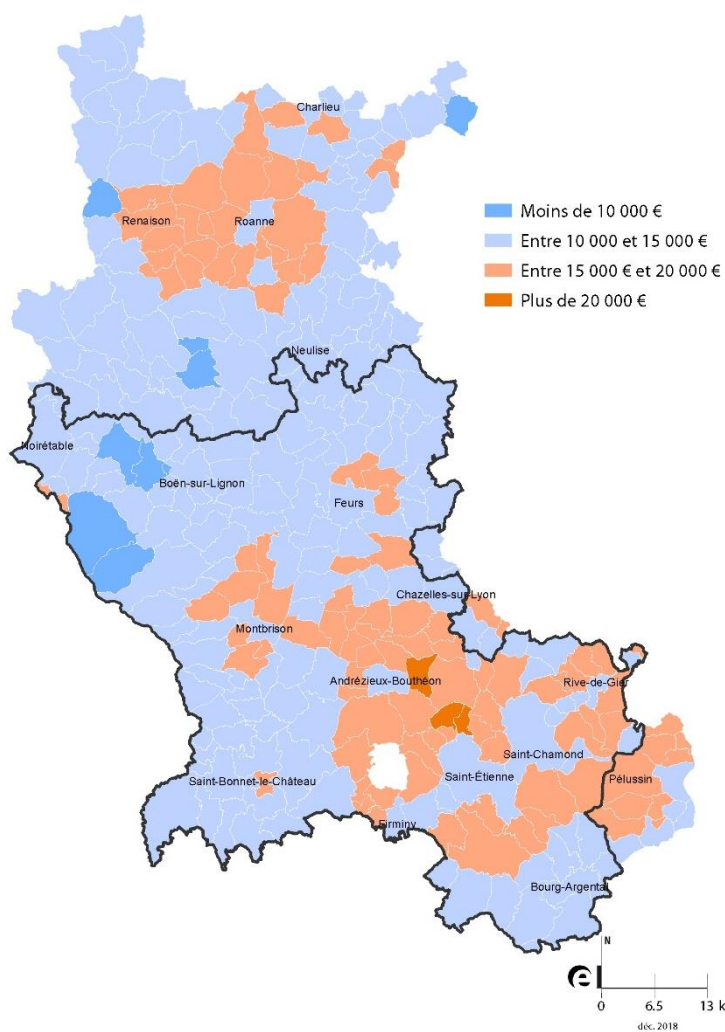 Charlieu
Moins de 10 000 €
Entre 10 000 et 15 000 €
Renaison
Roanne
Entre 15 000 € et 20 000 €
Plus de 20 000 €
Neulise
Noirétable
Boën-sur-Lignon
Feurs
Chazelles-sur-Lyon
Montbrison
Andrézieux-Bouthéon
Rive-de-Gier
Saint-Chamond
Saint-Étienne
Saint-Bonnet-le-Château
Pélussin
Firminy
Bourg-Argental
N
0 6.5 13 k
déc. 2018